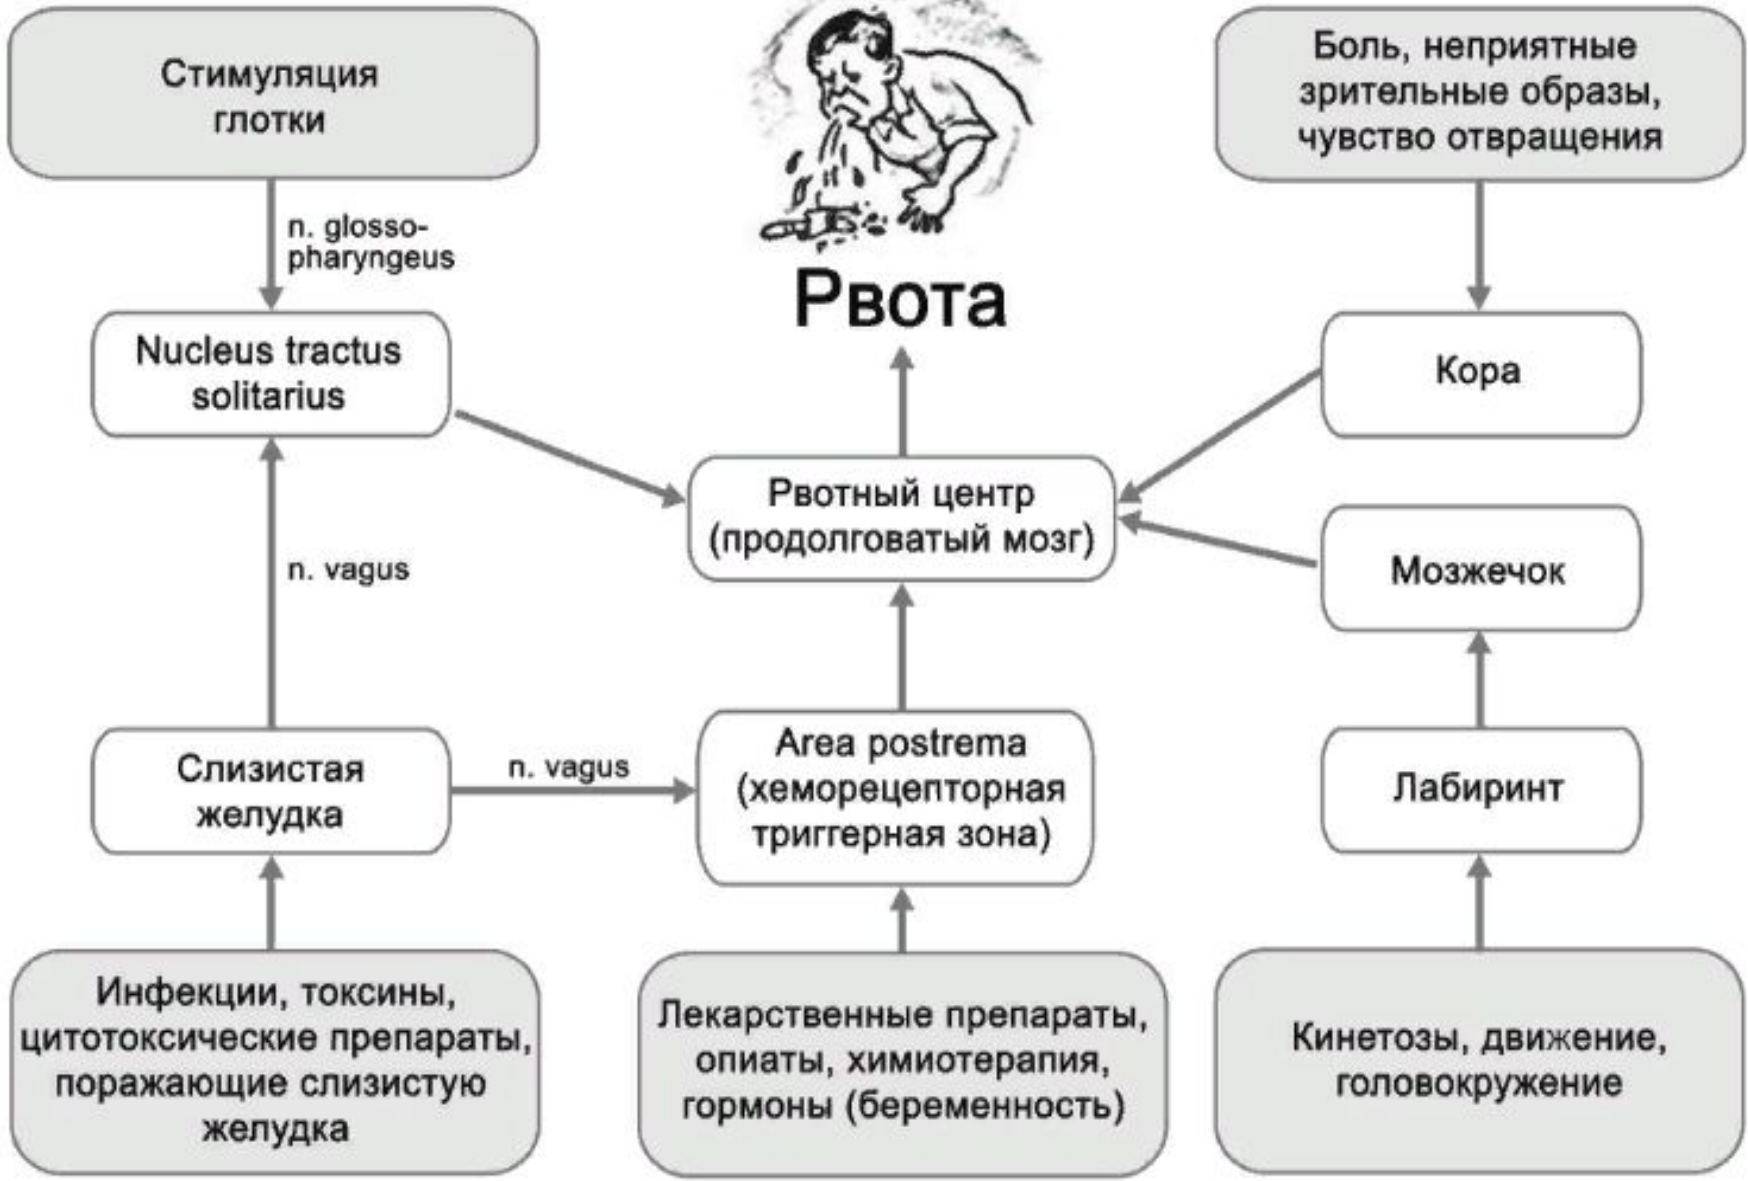 Стимуляция
глотки
Боль, неприятные
зрительные образы,
чувство отвращения
n. glosso-
pharyngeus
Рвота
Nucleus tractus
solitarius
Кора
Рвотный центр
(продолговатый мозг)
Мозжечок
n. vagus
Слизистая
желудка
n. vagus
Area postrema
(хеморецепторная
триггерная зона)
Лабиринт
Инфекции, токсины,
цитотоксические препараты,
поражающие слизистую
желудка
Лекарственные препараты,
опиаты, химиотерапия,
гормоны (беременность)
Кинетозы, движение,
головокружение